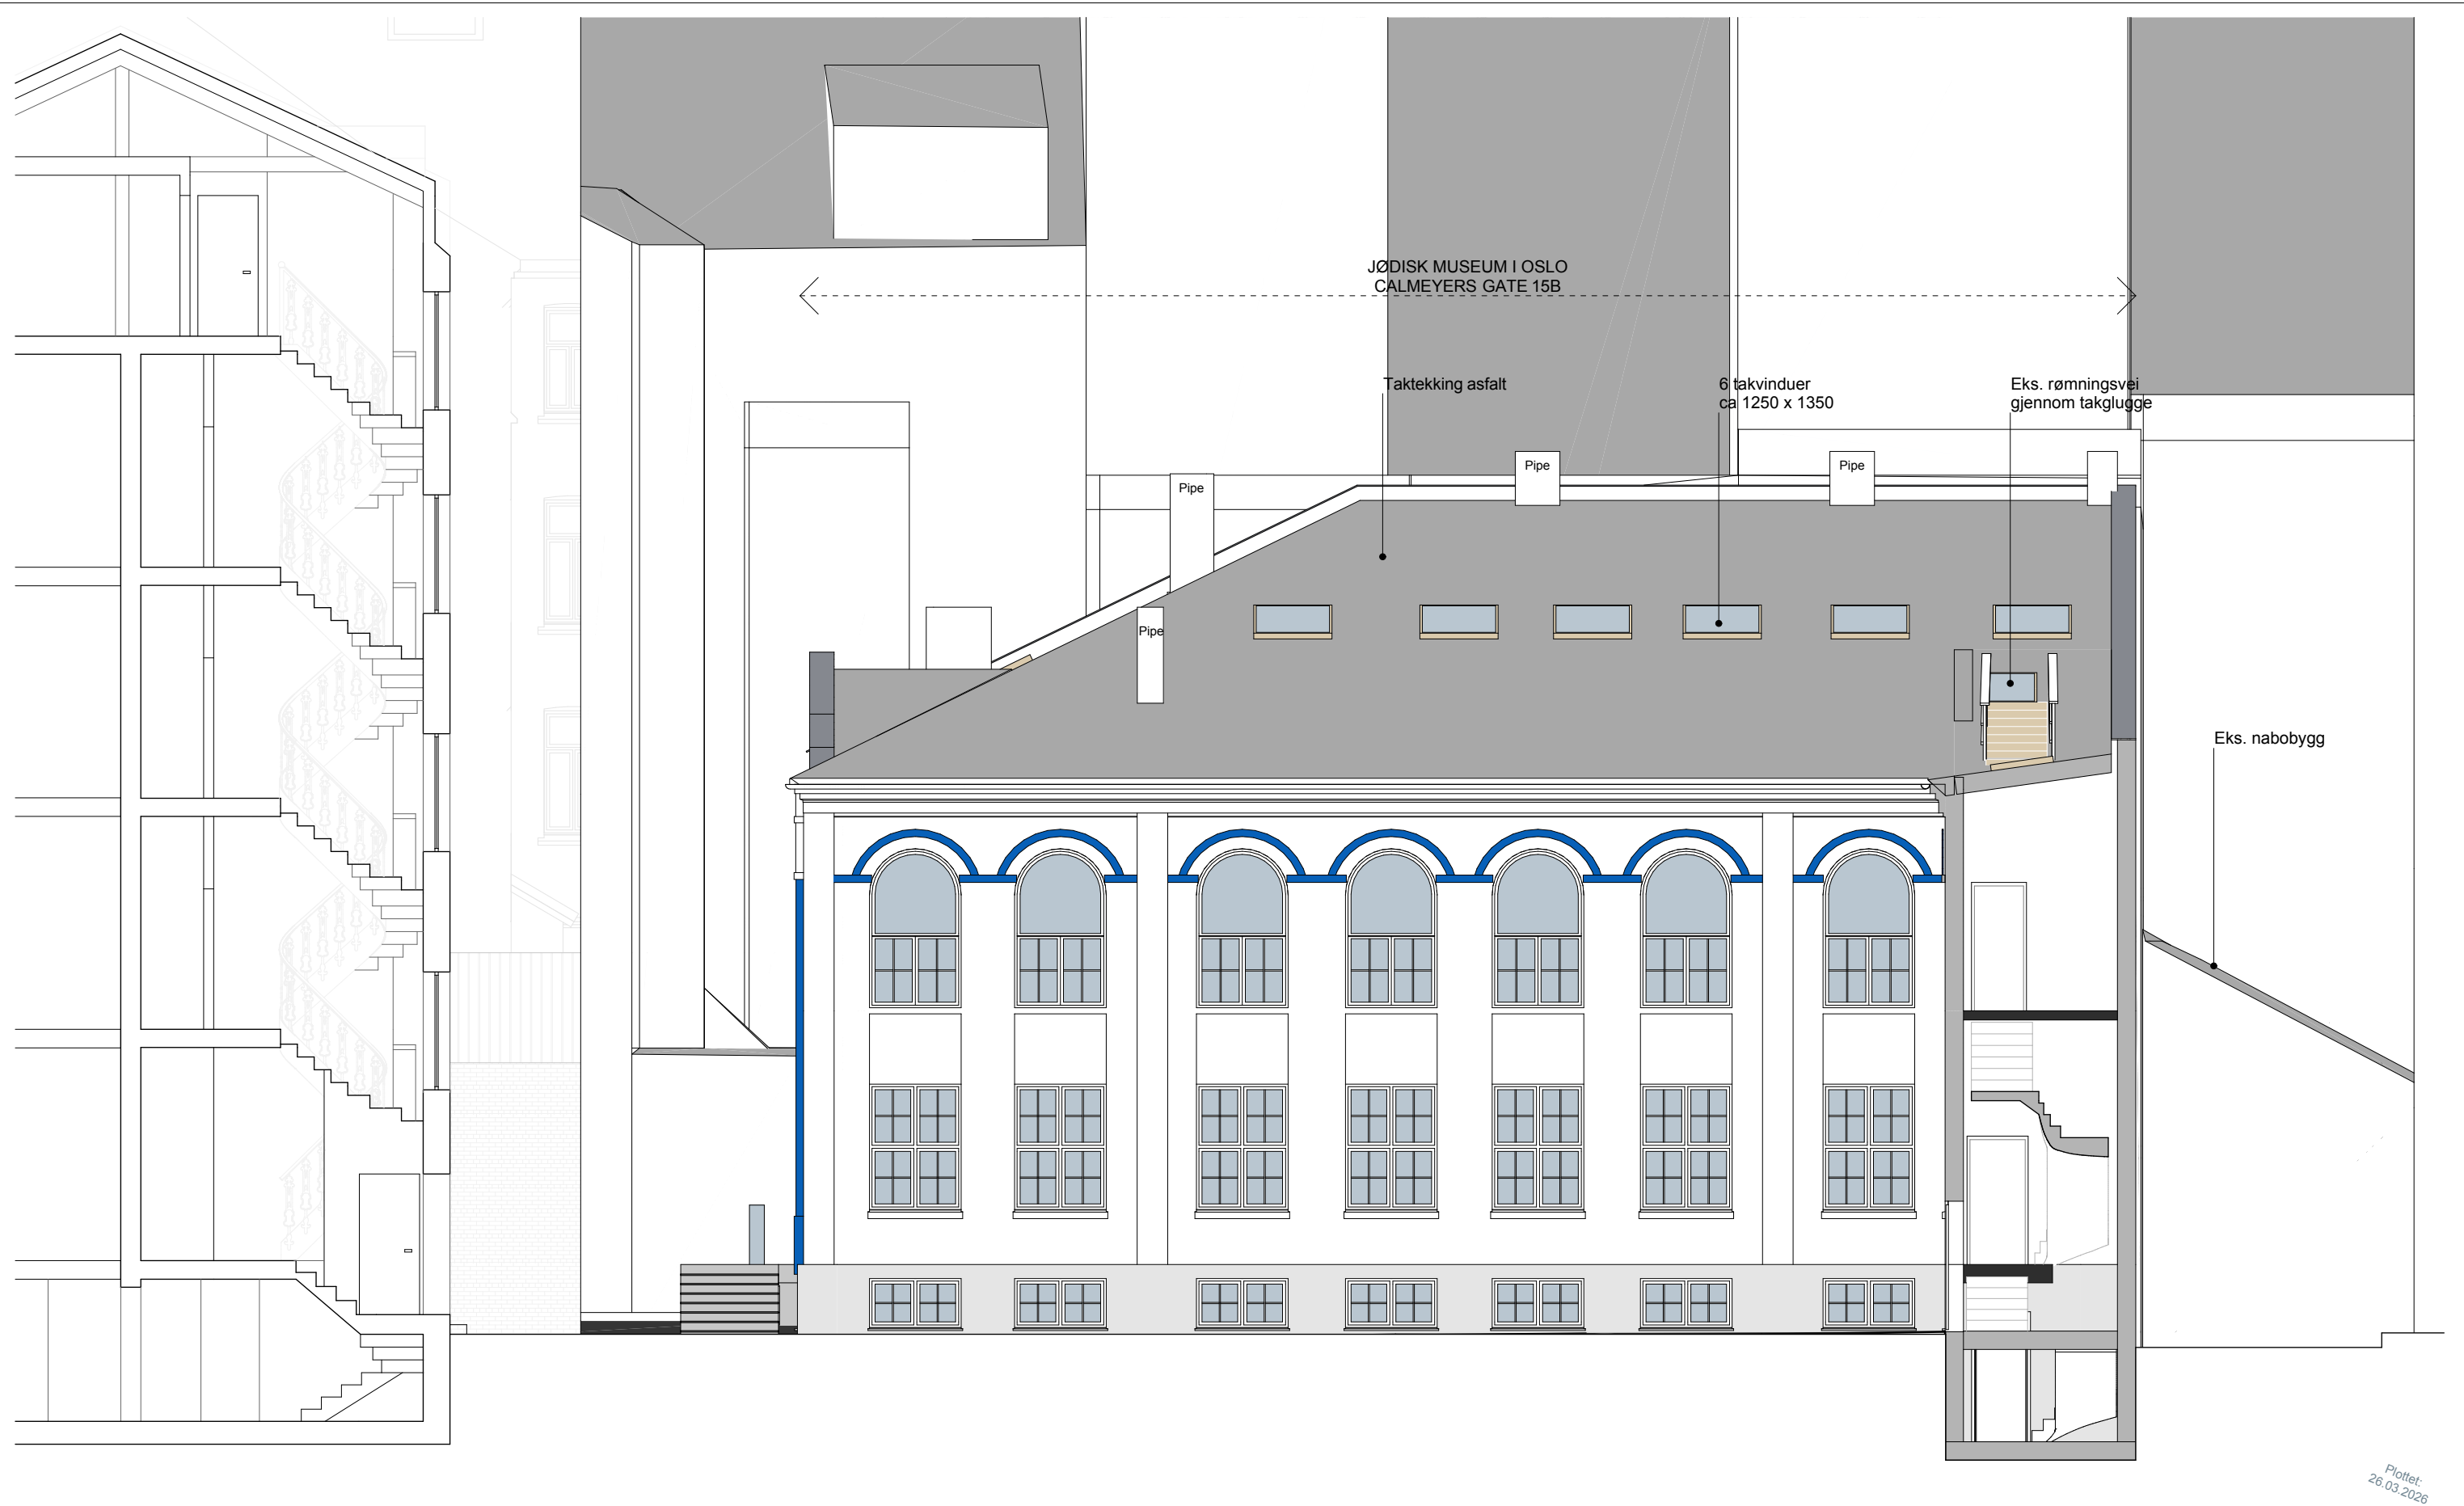 JØDISK MUSEUM I OSLO
CALMEYERS GATE 15B
Taktekking asfalt
6 takvinduer
ca 1250 x 1350
Eks. rømningsvei
gjennom takglugge
Pipe
Pipe
Pipe
Pipe
Eks. nabobygg
Plottet:
26.03.2026